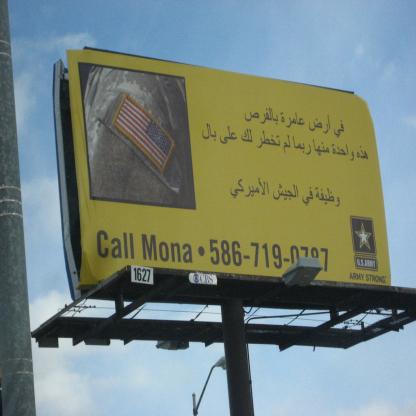 في أرض عامرة بالفرص
هذه واحدة منها ربما لم تخطر لك على بال
وظيفة في الجيش الأميركي
U.S.ARMY
ARMY STRONG
Call Mona • 586-719-0787
1627
CBS